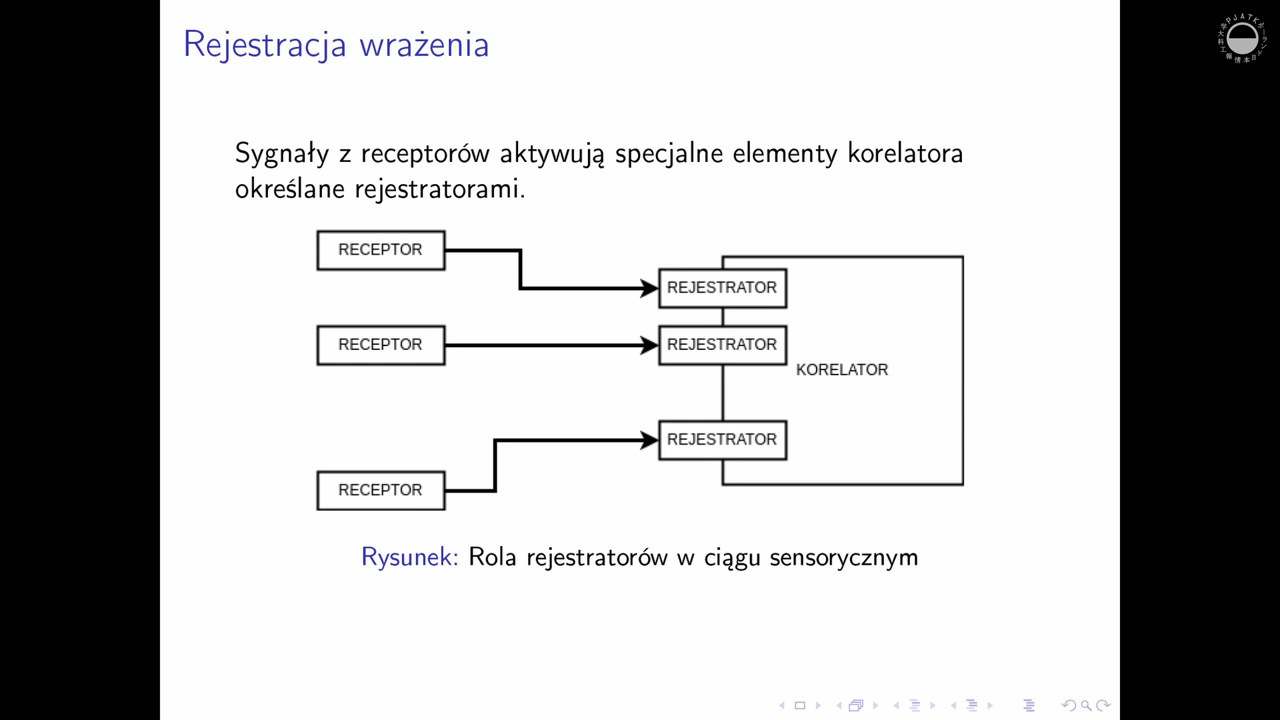 Rejestracja wrażenia
Sygnały z receptorów aktywują specjalne elementy korelatora
określane rejestratorami.
RECEPTOR
REJESTRATOR
RECEPTOR
REJESTRATOR
KORELATOR
REJESTRATOR
RECEPTOR
Rysunek: Rola rejestratorów w ciągu sensorycznym